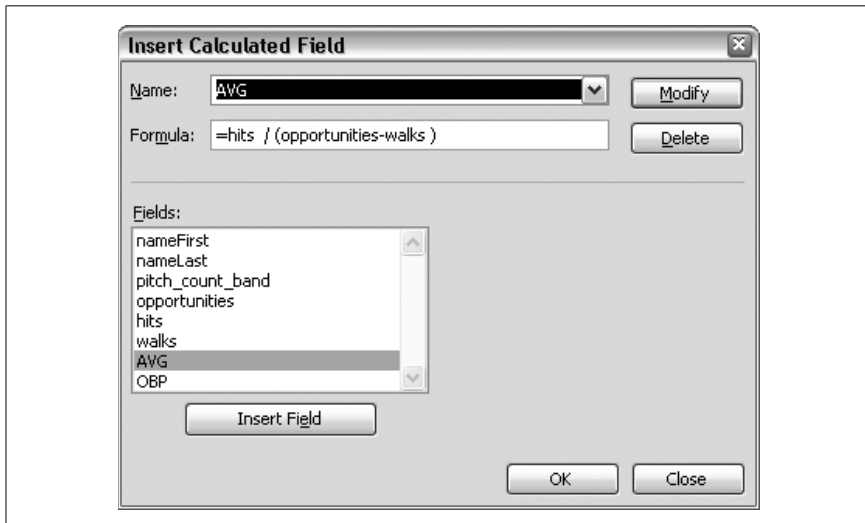 Insert Calculated Field
Name: AVG Modify
Formula: =hits / (opportunities-walks ) Delete
Fields:
nameFirst
nameLast
pitch_count_band
opportunities
hits
walks
AVG
OBP
Insert Field
OK Close